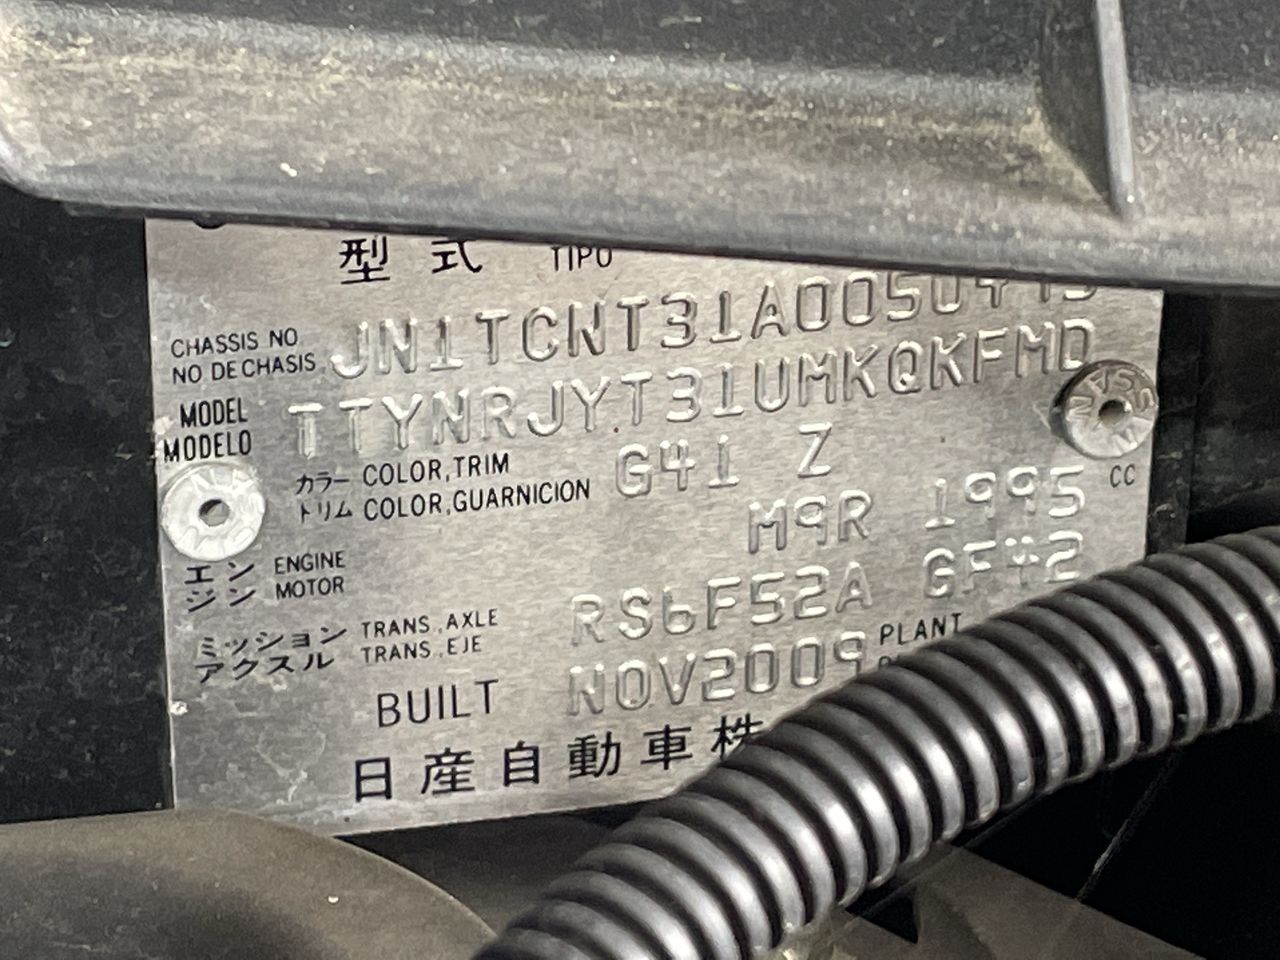 型式 TIPO
CHASSIS NO
NO DE CHASIS
JN1TCNT31A0050
MODEL
MODELO
TTYNRJYT31UMKQKFMD
カラー COLOR,TRIM
トリム COLOR,GUARNICION
G41 Z
エンジン ENGINE
MOTOR
M9R 1995 CC
ミッション TRANS.,AXLE
アクスル TRANS.,EJE
RS6F52A GF42
BUILT NOV2009 PLANT
日産自動車株